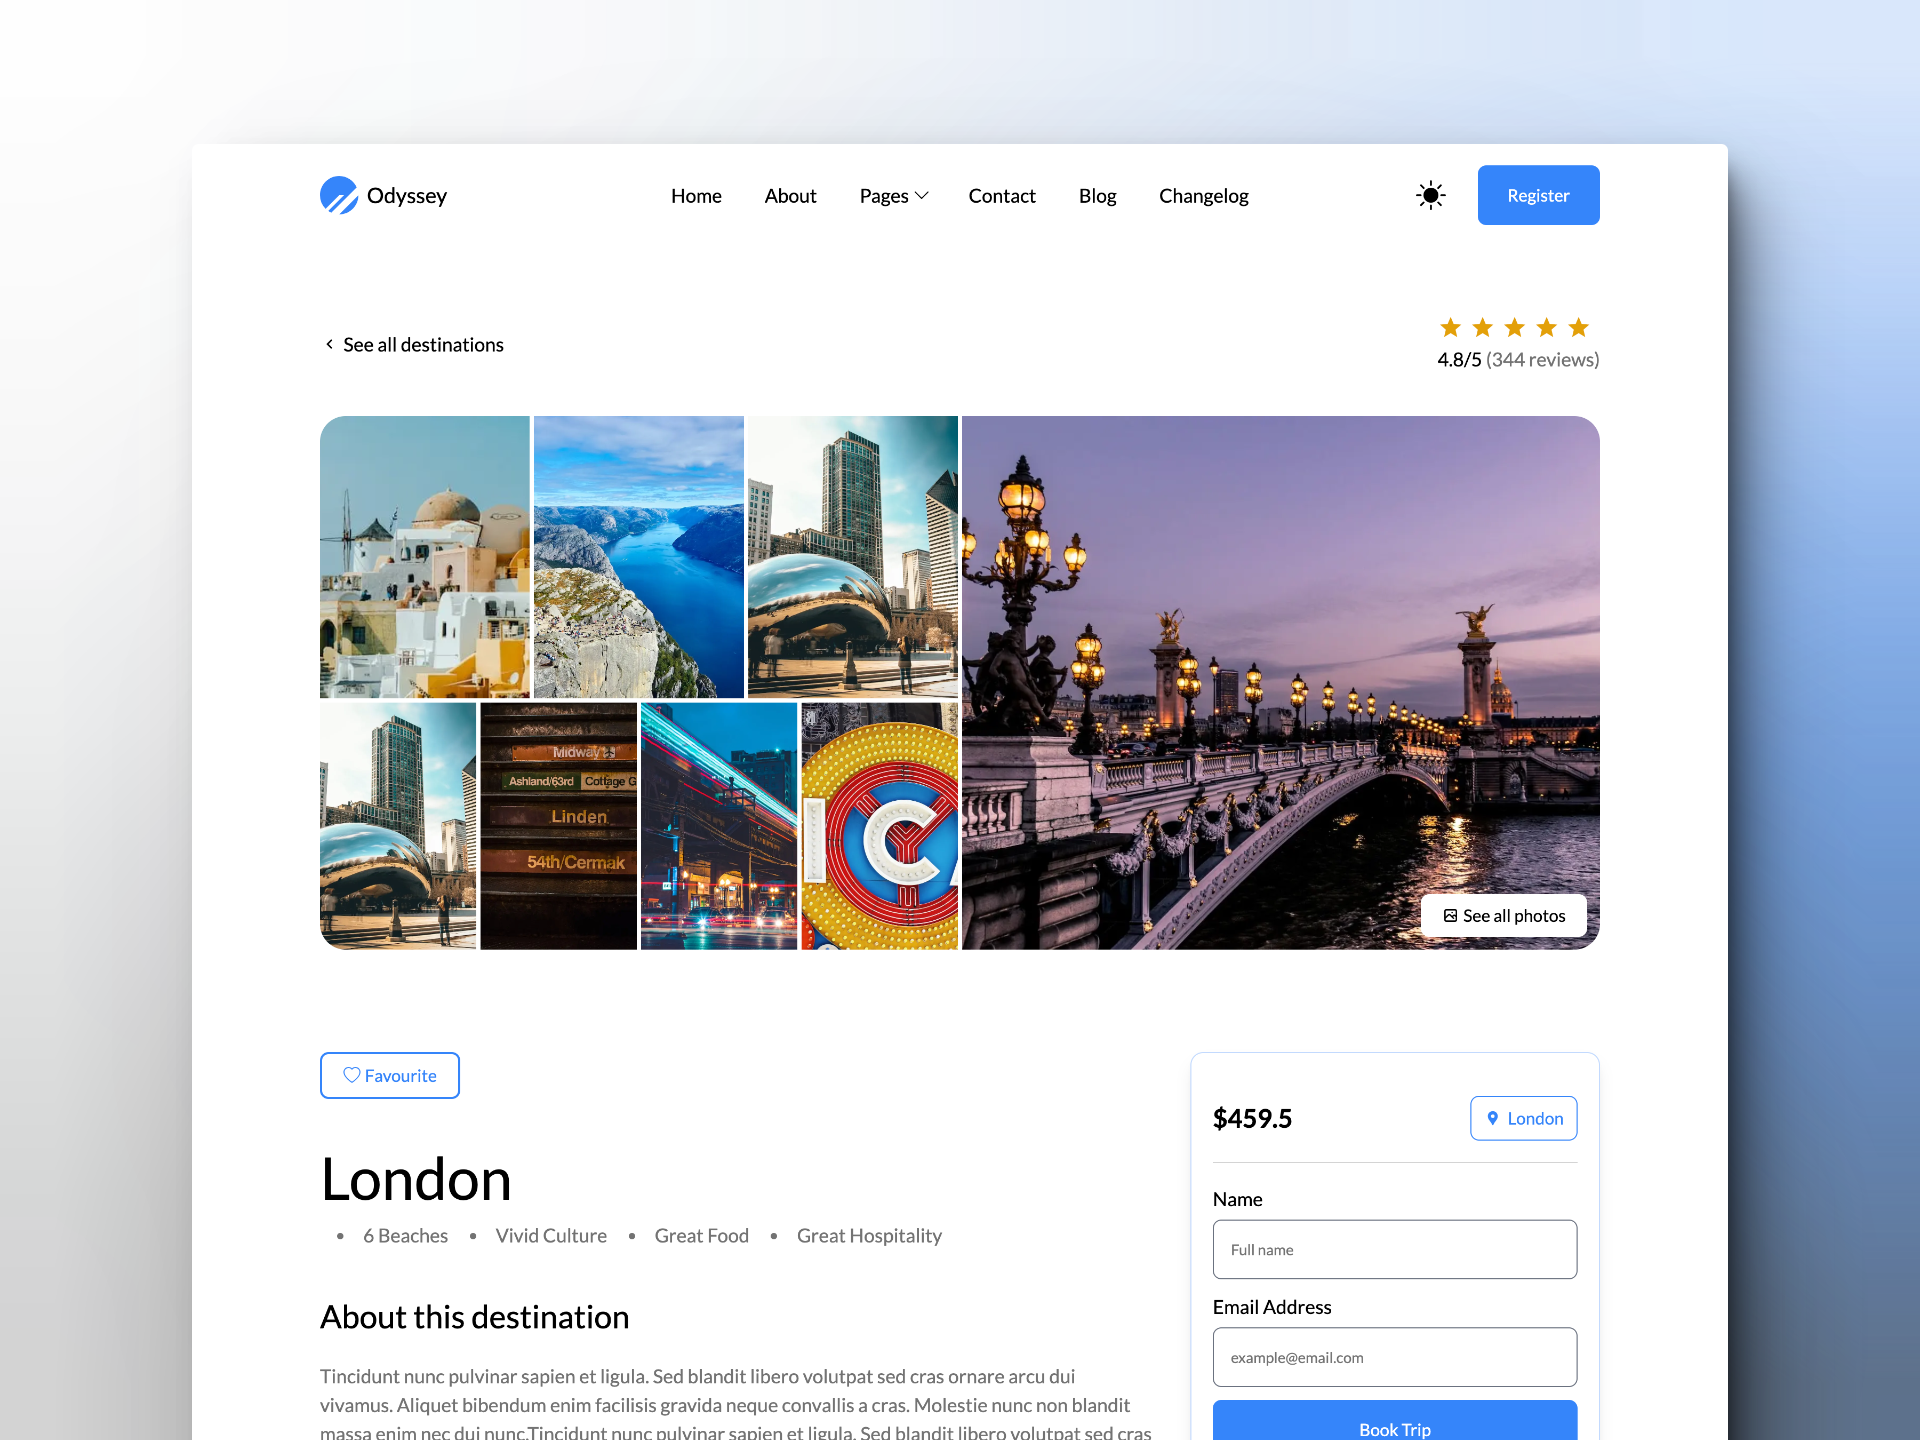 Odyssey
Home About Pages Contact Blog Changelog
Register
See all destinations
4.8/5 (344 reviews)
Midway
Ashland/63rd Cottage G
Linden
54th/Cermak
ICA
See all photos
Favourite
London
• 6 Beaches • Vivid Culture • Great Food • Great Hospitality
About this destination
Tincidunt nunc pulvinar sapien et ligula. Sed blandit libero volutpat sed cras ornare arcu dui
vivamus. Aliquet bibendum enim facilisis gravida neque convallis a cras. Molestie nunc non blandit
massa enim nec dui nunc.Tincidunt nunc pulvinar sapien et ligula. Sed blandit libero volutpat sed cras
$459.5
London
Name
Full name
Email Address
example@email.com
Book Trip